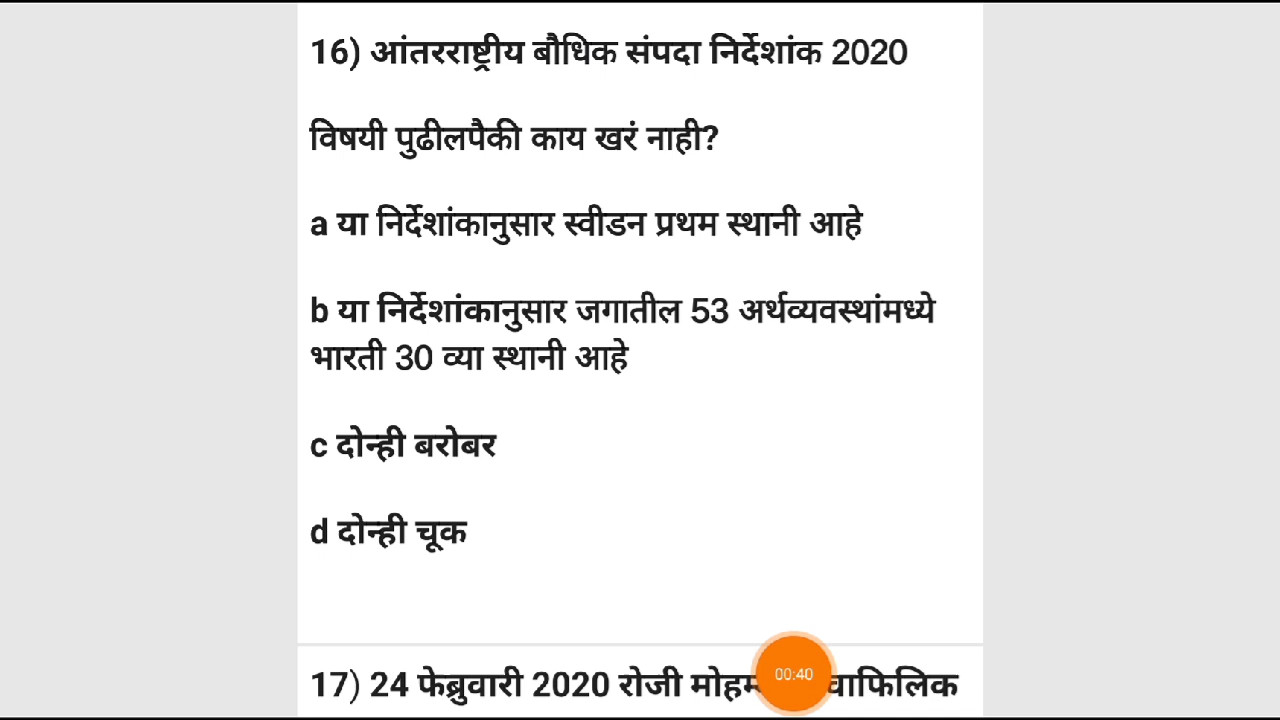 16) आंतरराष्ट्रीय बौधिक संपदा निर्देशांक 2020
विषयी पुढीलपैकी काय खरं नाही?
a या निर्देशांकानुसार स्वीडन प्रथम स्थानी आहे
b या निर्देशांकानुसार जगातील 53 अर्थव्यवस्थांमध्ये
भारती 30 व्या स्थानी आहे
c दोन्ही बरोबर
d दोन्ही चूक
17) 24 फेब्रुवारी 2020 रोजी
00:40